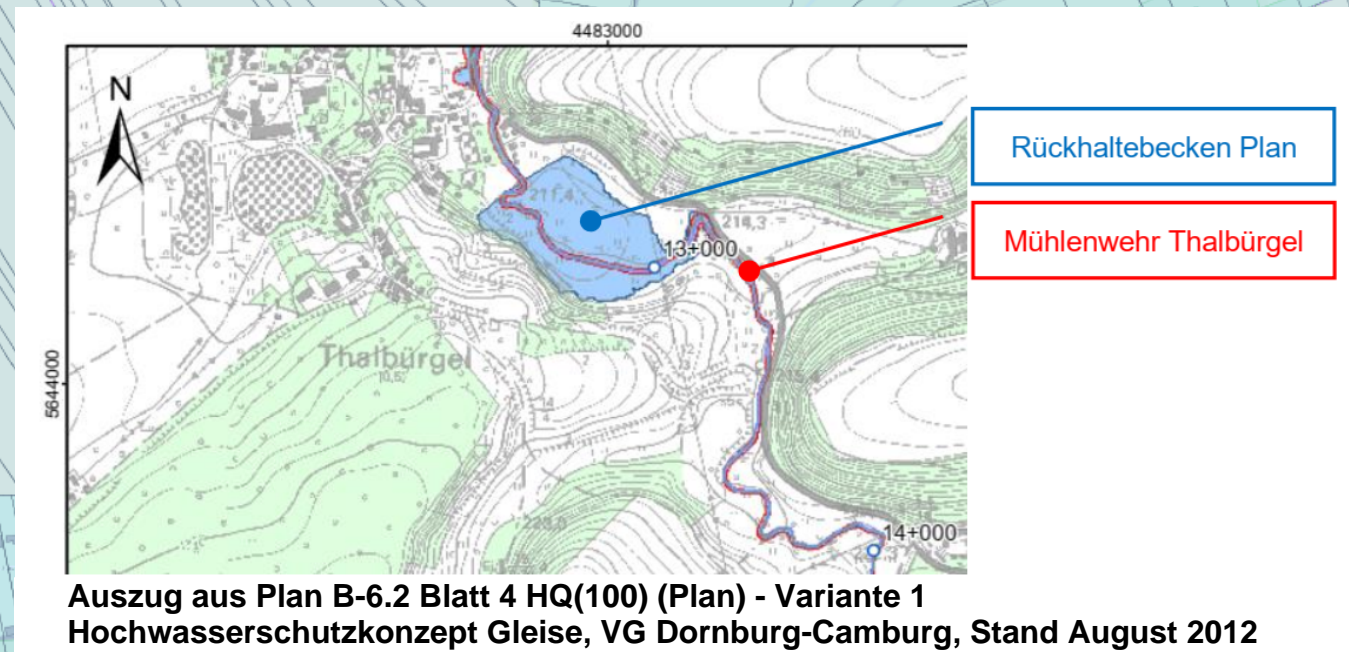 4483000
N
Rückhaltebecken Plan
211,4
214,3
Mühlenwehr Thalbürgel
13+000
Thalbürgel
5644000
14+000
Auszug aus Plan B-6.2 Blatt 4 HQ(100) (Plan) - Variante 1
Hochwasserschutzkonzept Gleise, VG Dornburg-Camburg, Stand August 2012